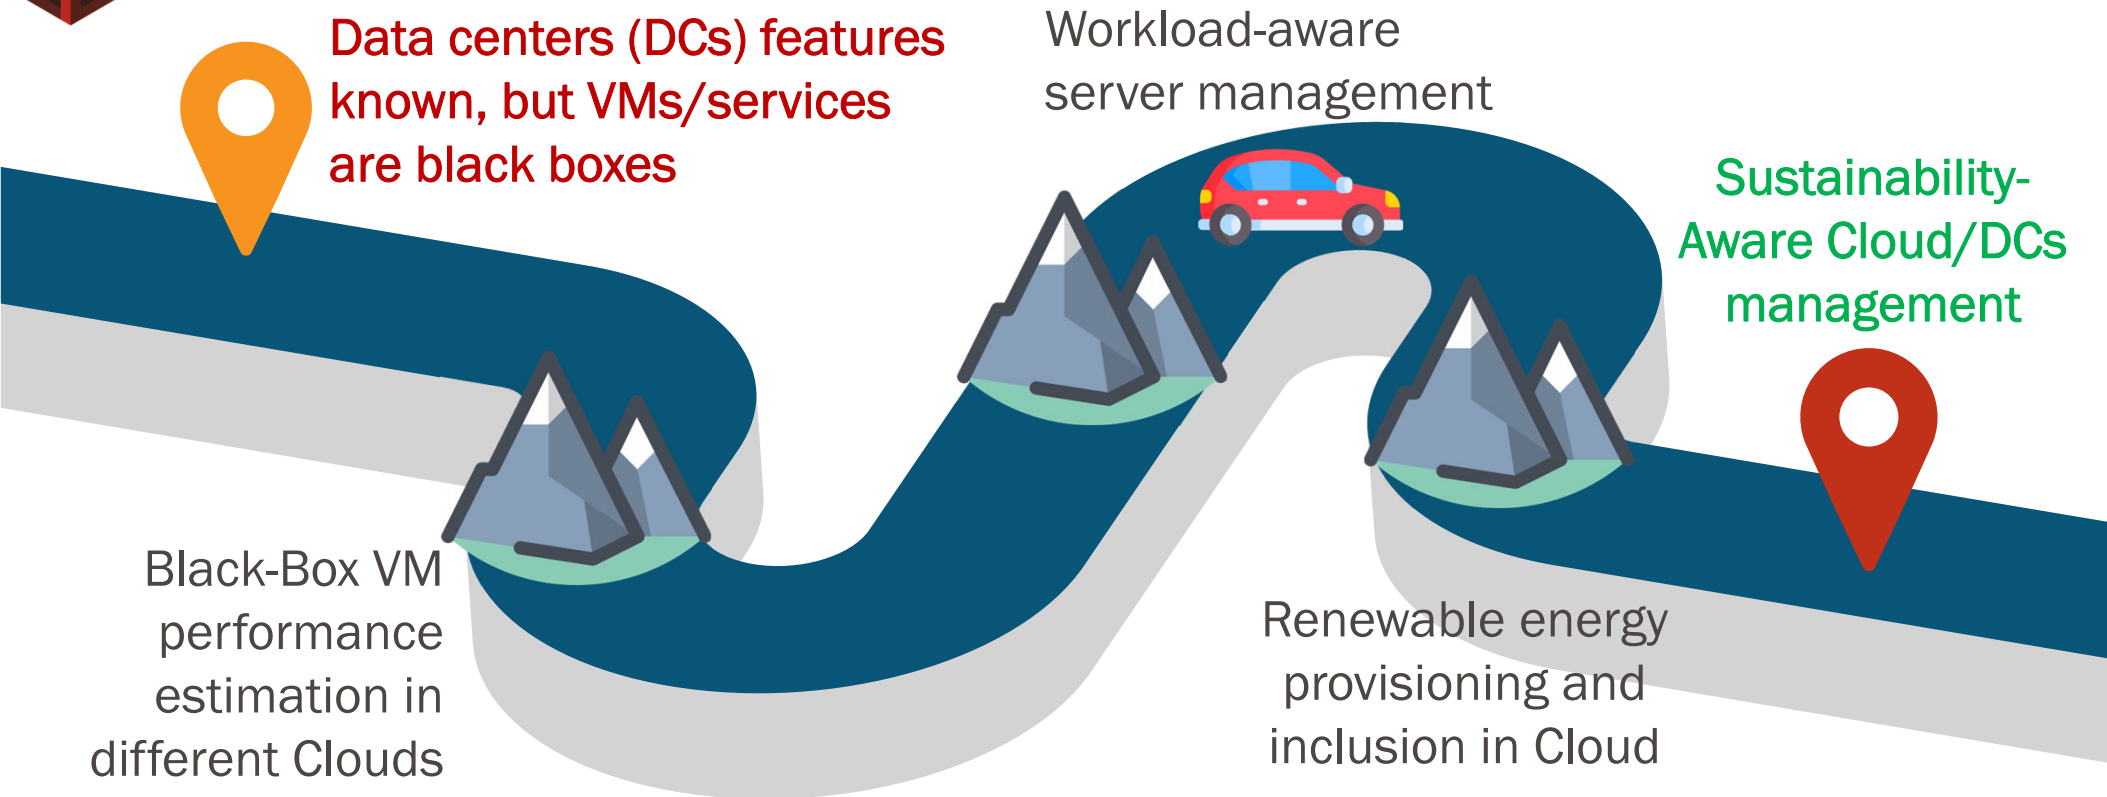 Data centers (DCs) features
known, but VMs/services
are black boxes
Workload-aware
server management
Sustainability-
Aware Cloud/DCs
management
Black-Box VM
performance
estimation in
different Clouds
Renewable energy
provisioning and
inclusion in Cloud